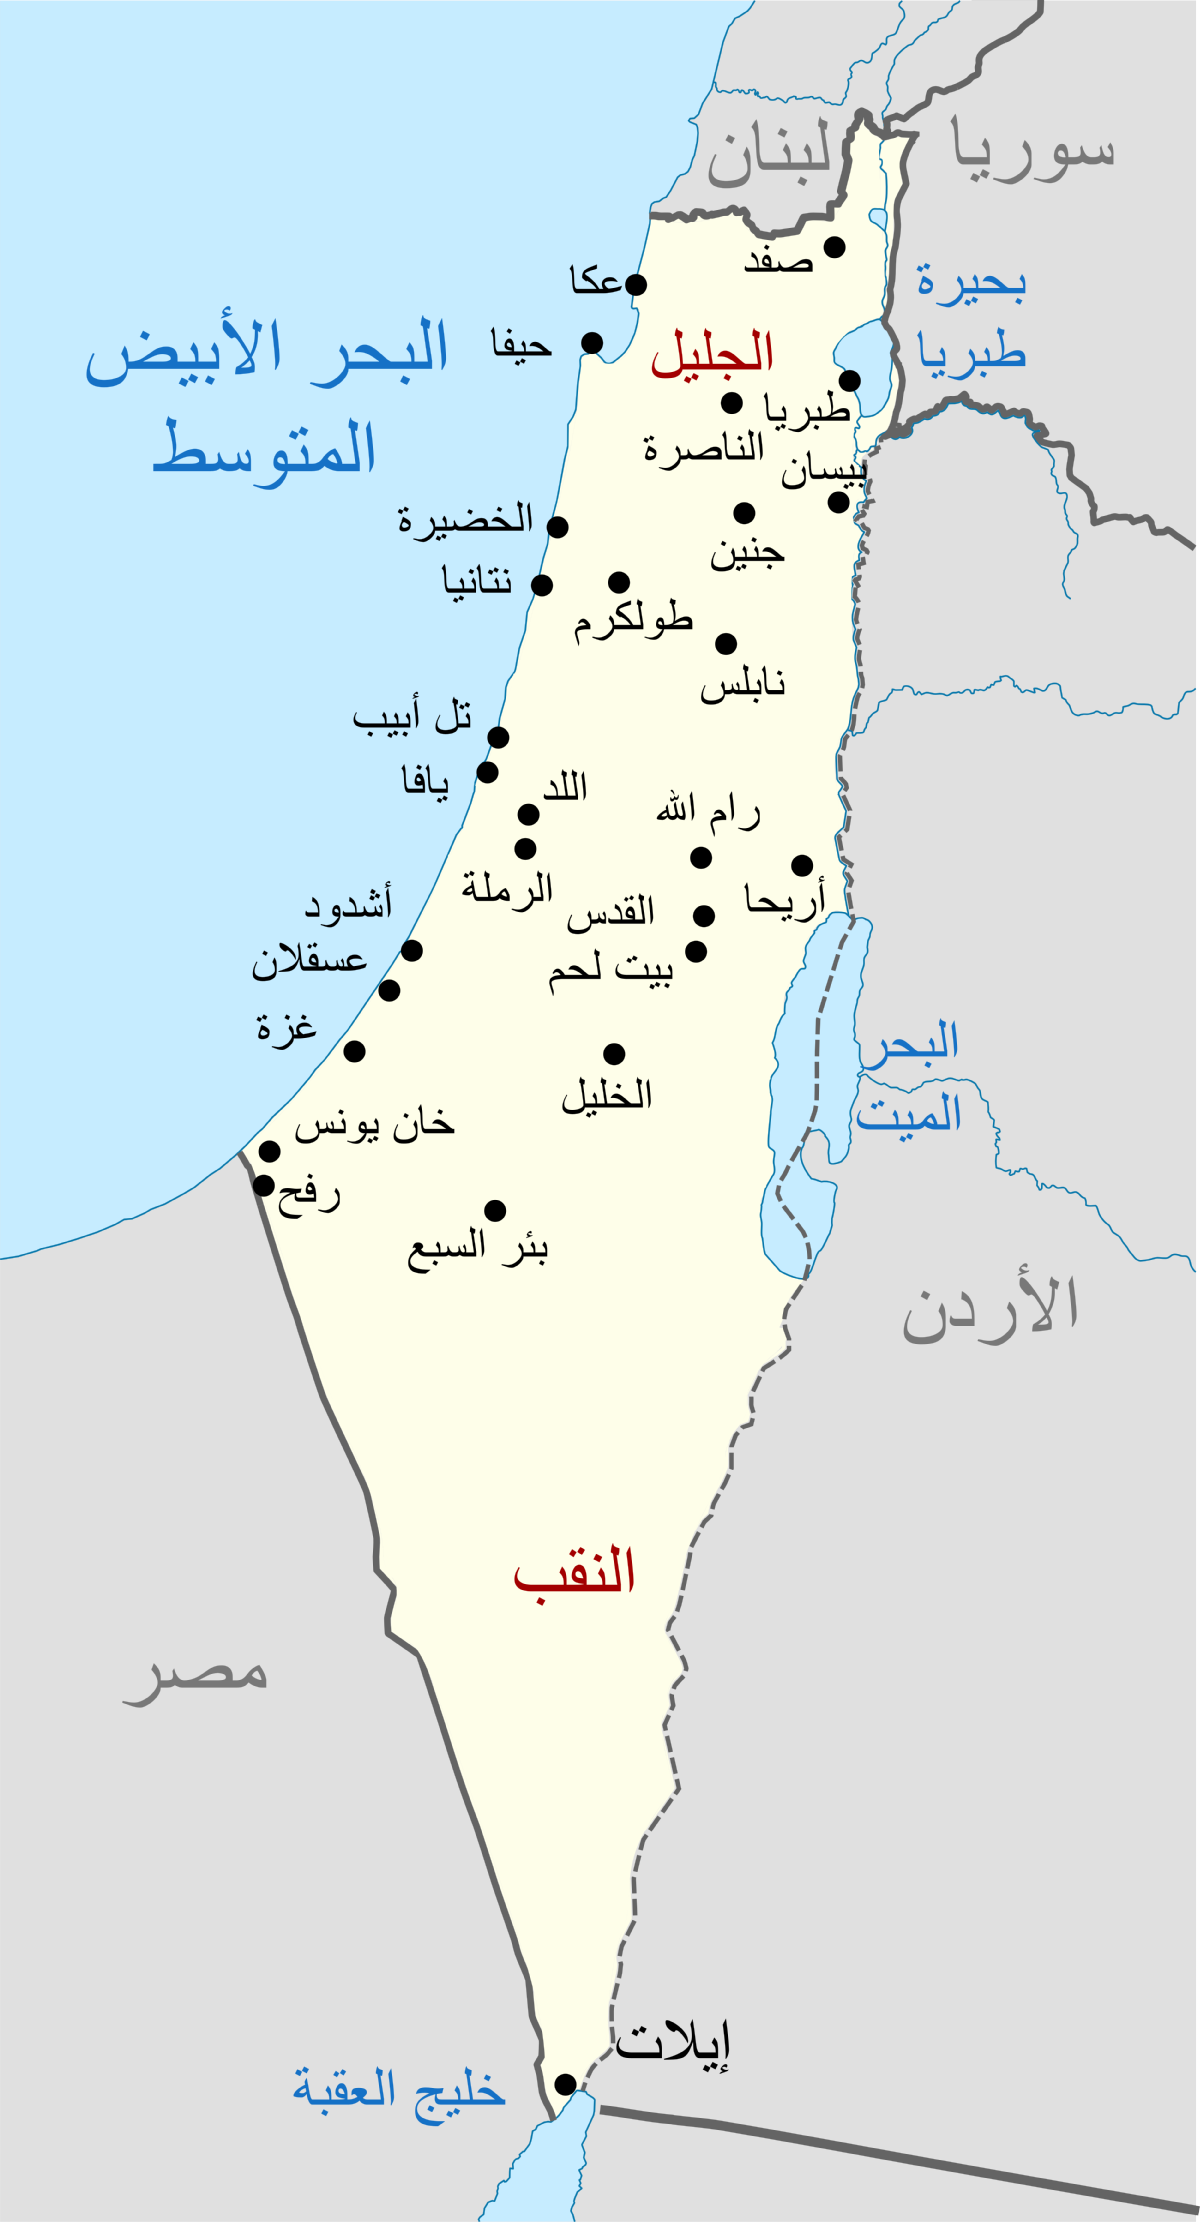 سوريا
لبنان
صفد
بحيرة
طبريا
عكا
حيفا
الجليل
البحر الأبيض
المتوسط
طبريا
الناصرة
بيسان
الخضيرة
جنين
نتانيا
طولكرم
نابلس
تل أبيب
يافا
اللد
رام الله
الرملة
أريحا
القدس
أشدود
عسقلان
بيت لحم
غزة
البحر
الميت
الخليل
خان يونس
رفح
بئر السبع
الأردن
النقب
مصر
إيلات
خليج العقبة